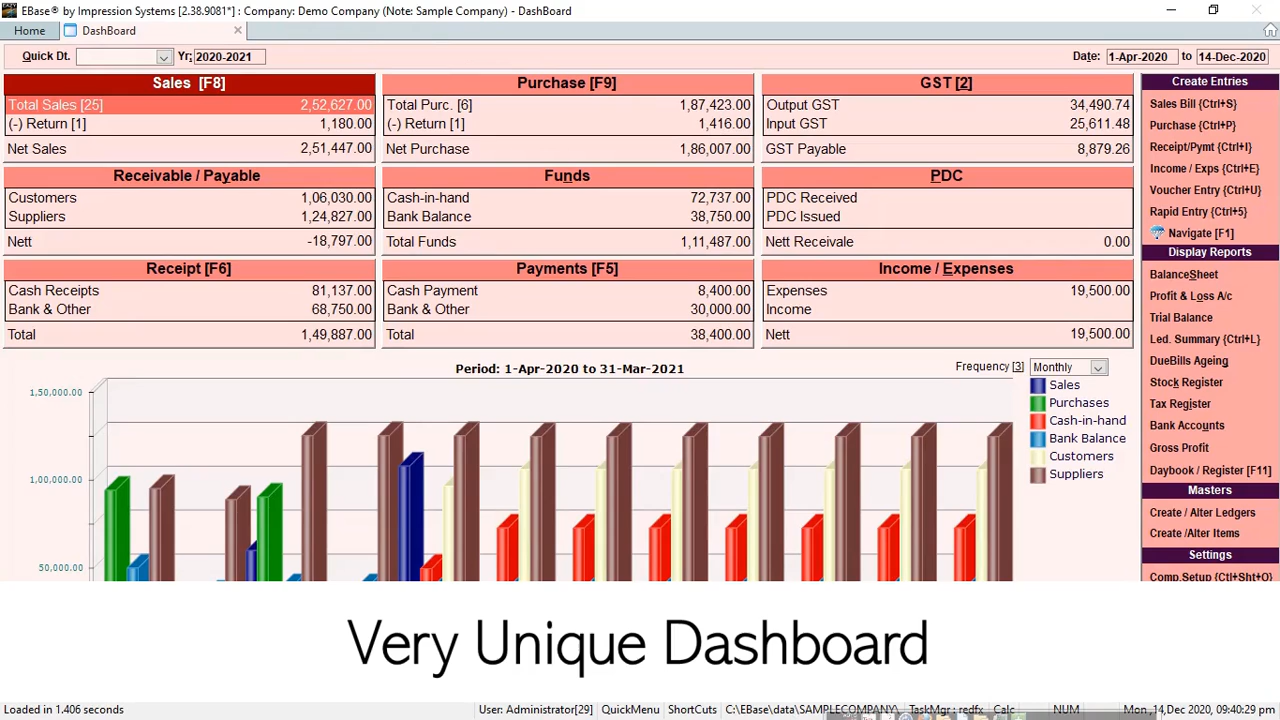 EBase® by Impression Systems [2.38.9081*] : Company: Demo Company (Note: Sample Company) - DashBoard
Home DashBoard
Quick Dt. Yr: 2020-2021 Date: 1-Apr-2020 to 14-Dec-2020
Sales [F8]
Total Sales [25] 2,52,627.00
(-) Return [1] 1,180.00
Net Sales 2,51,447.00
Purchase [F9]
Total Purc. [6] 1,87,423.00
(-) Return [1] 1,416.00
Net Purchase 1,86,007.00
GST [2]
Output GST 34,490.74
Input GST 25,611.48
GST Payable 8,879.26
Receivable / Payable
Customers 1,06,030.00
Suppliers 1,24,827.00
Nett -18,797.00
Funds
Cash-in-hand 72,737.00
Bank Balance 38,750.00
Total Funds 1,11,487.00
PDC
PDC Received
PDC Issued
Nett Receivale 0.00
Receipt [F6]
Cash Receipts 81,137.00
Bank & Other 68,750.00
Total 1,49,887.00
Payments [F5]
Cash Payment 8,400.00
Bank & Other 30,000.00
Total 38,400.00
Income / Expenses
Expenses 19,500.00
Income
Nett 19,500.00
Period: 1-Apr-2020 to 31-Mar-2021
Frequency [3] Monthly
1,50,000.00
1,00,000.00
50,000.00
Sales
Purchases
Cash-in-hand
Bank Balance
Customers
Suppliers
Create Entries
Sales Bill {Ctrl+S}
Purchase {Ctrl+P}
Receipt/Pymt {Ctrl+I}
Income / Exps {Ctrl+E}
Voucher Entry {Ctrl+U}
Rapid Entry {Ctrl+5}
Navigate [F1]
Display Reports
BalanceSheet
Profit & Loss A/c
Trial Balance
Led. Summary {Ctrl+L}
DueBills Ageing
Stock Register
Tax Register
Bank Accounts
Gross Profit
Daybook / Register [F11]
Masters
Create / Alter Ledgers
Create /Alter Items
Settings
Comp.Setup {Ctl+Sht+O}
Very Unique Dashboard
Loaded in 1.406 seconds User: Administrator[29] QuickMenu ShortCuts C:\EBase\data\SAMPLECOMPANY\ TaskMgr : redfx Calc NUM Mon, 14,Dec 2020, 09:40:29 pm